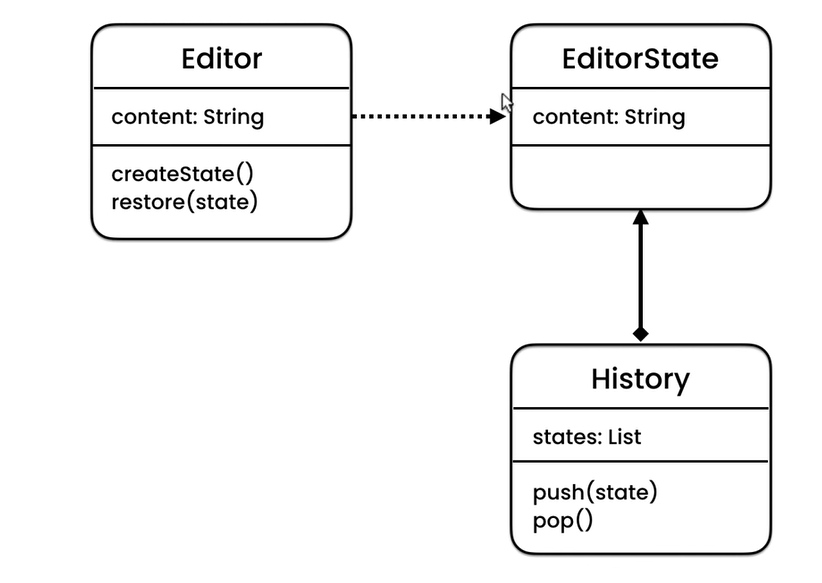 Editor
content: String
createState()
restore(state)
EditorState
content: String
History
states: List
push(state)
pop()